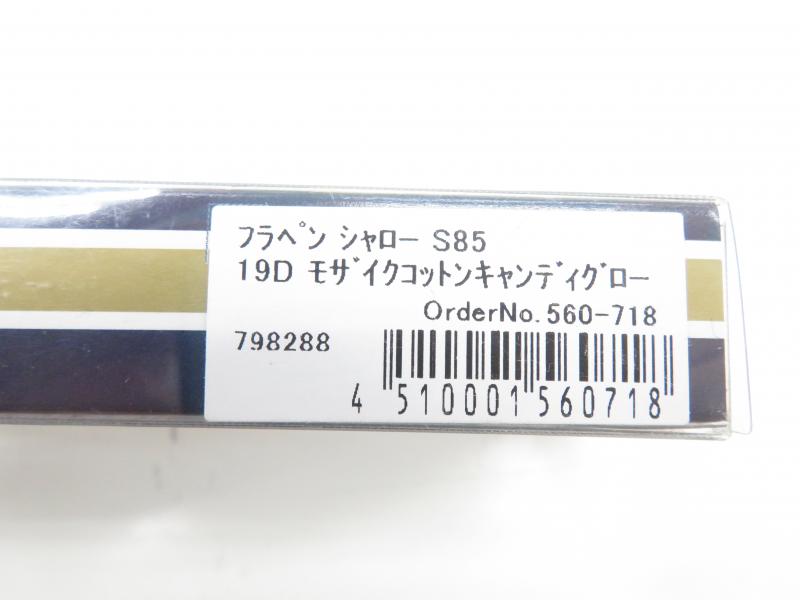 ﾌﾗﾍﾟﾝ ｼｬﾛｰ S85
19D ﾓｻﾞｲｸｺｯﾄﾝｷｬﾝﾃﾞｨｸﾞﾛｰ
OrderNo.560-718
798288
4 510001 560718